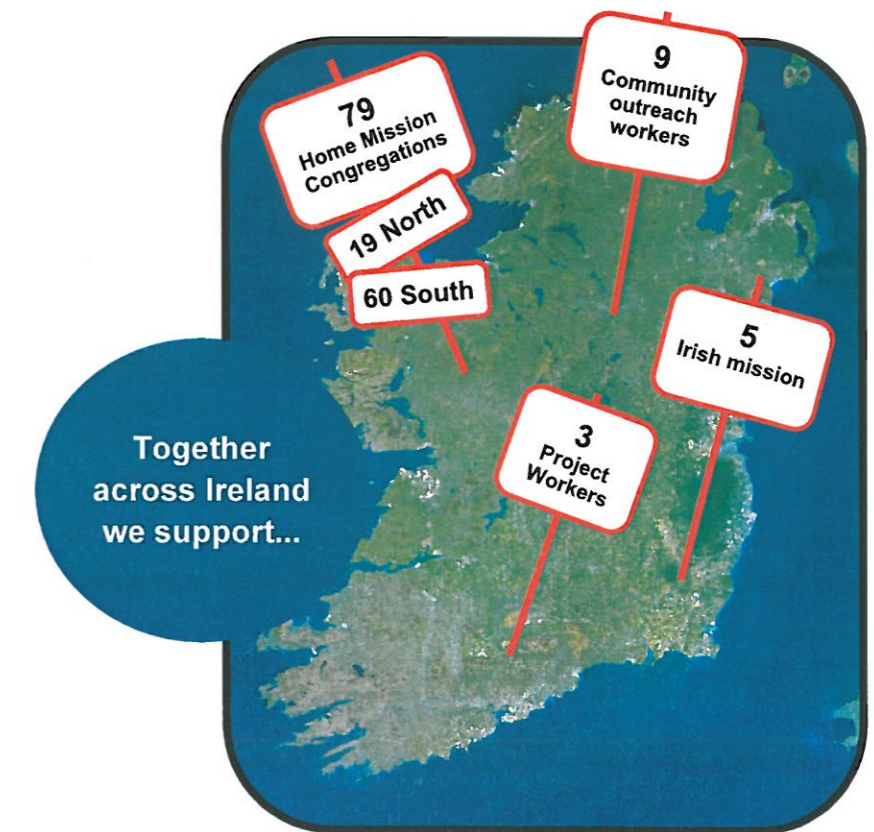 79
Home Mission
Congregations
19 North
60 South
9
Community
outreach
workers
5
Irish mission
3
Project
Workers
Together
across Ireland
we support...